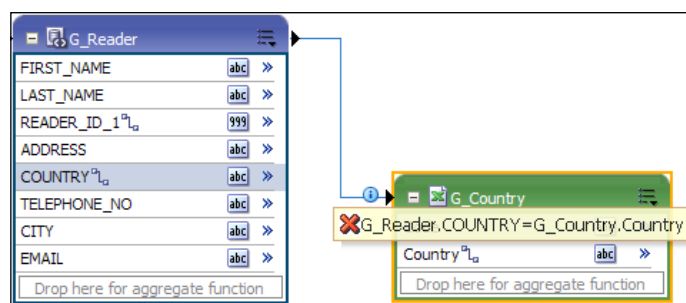 G_Reader
FIRST_NAME abc
LAST_NAME abc
READER_ID_1 999
ADDRESS abc
COUNTRY abc
TELEPHONE_NO abc
CITY abc
EMAIL abc
Drop here for aggregate function
G_Country
G_Reader.COUNTRY=G_Country.Country
Country abc
Drop here for aggregate function